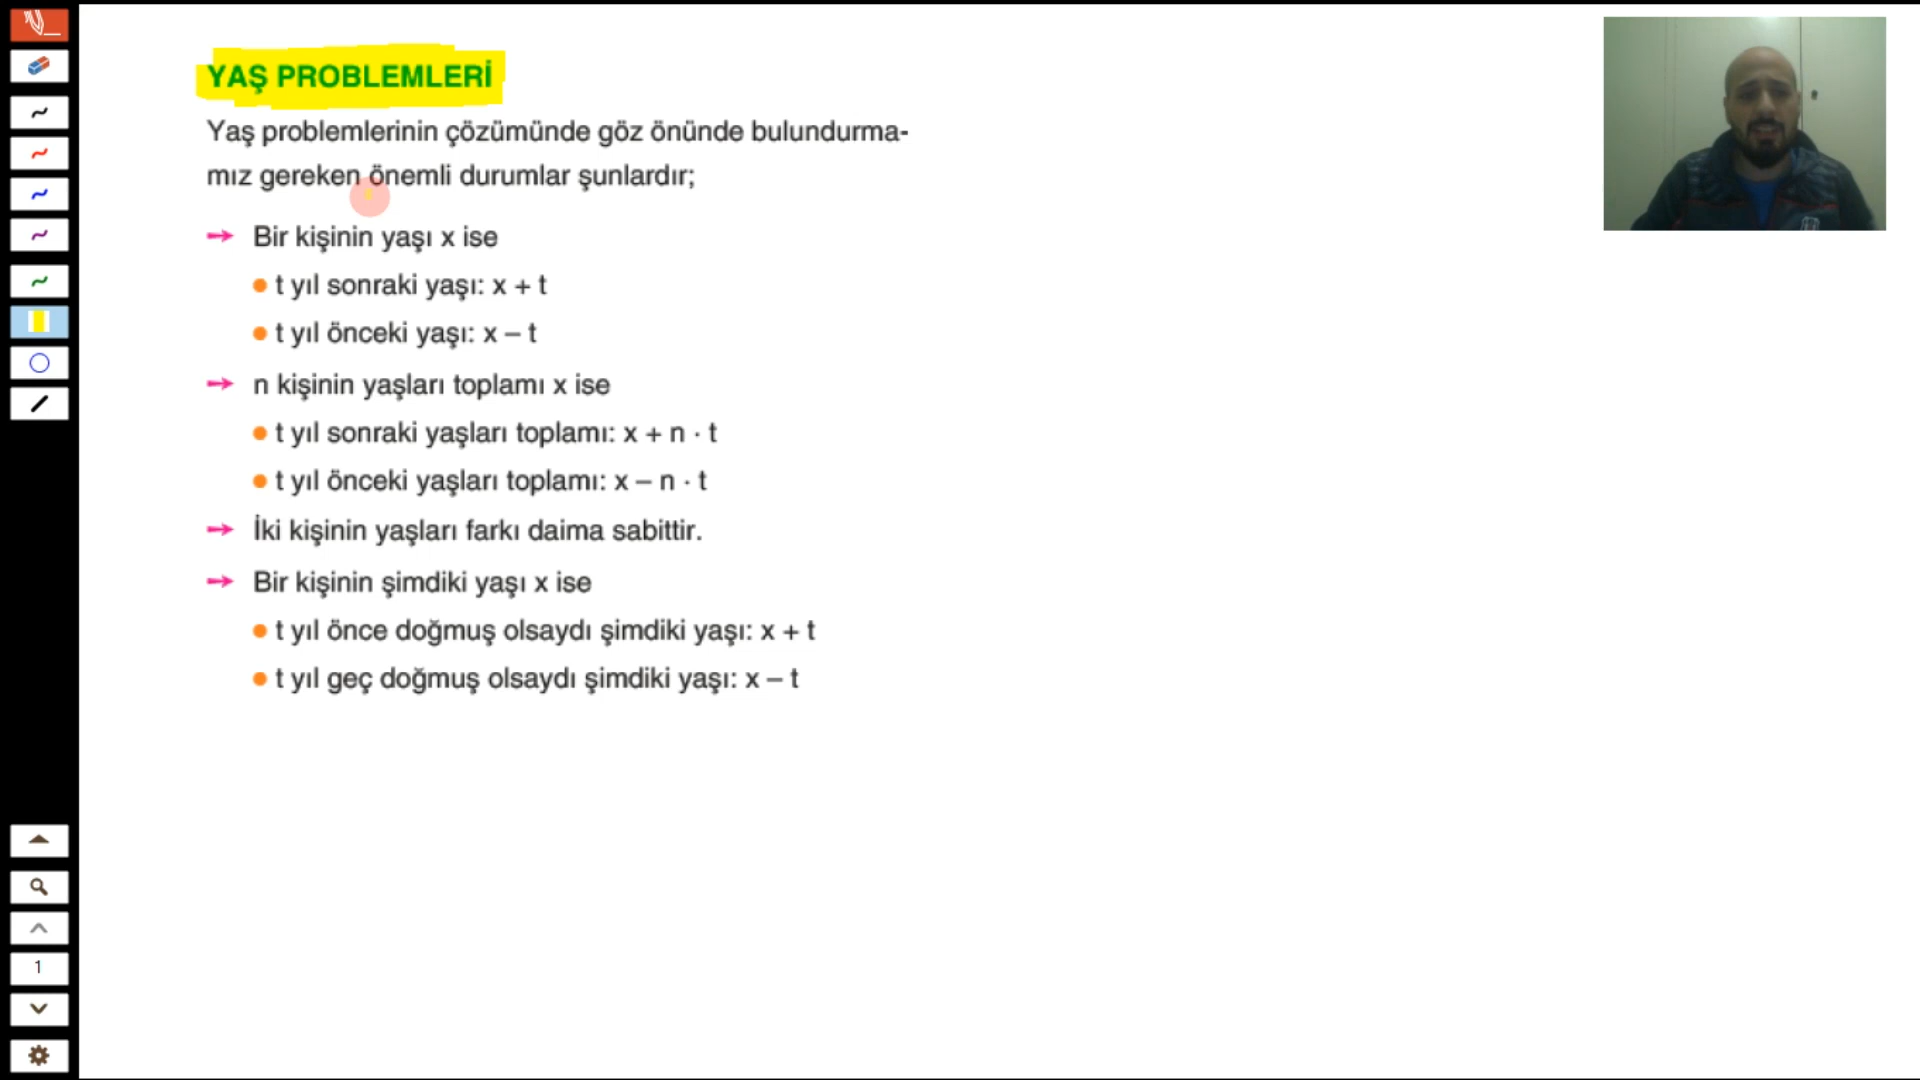 YAŞ PROBLEMLERİ
Yaş problemlerinin çözümünde göz önünde bulundurma-
mız gereken önemli durumlar şunlardır;
Bir kişinin yaşı x ise
t yıl sonraki yaşı: x + t
t yıl önceki yaşı: x – t
n kişinin yaşları toplamı x ise
t yıl sonraki yaşları toplamı: x + n · t
t yıl önceki yaşları toplamı: x – n · t
İki kişinin yaşları farkı daima sabittir.
Bir kişinin şimdiki yaşı x ise
t yıl önce doğmuş olsaydı şimdiki yaşı: x + t
t yıl geç doğmuş olsaydı şimdiki yaşı: x – t
1